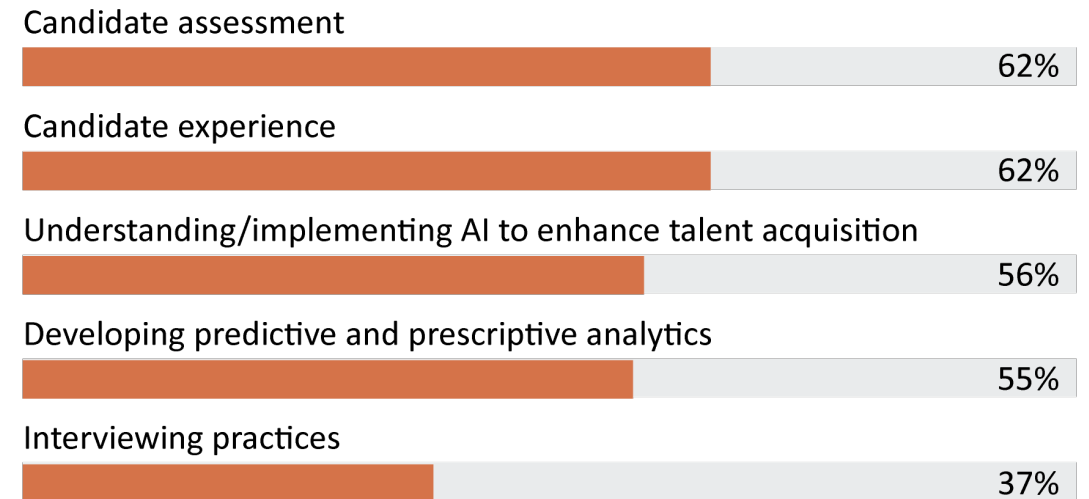 Candidate assessment
62%
Candidate experience
62%
Understanding/implementing AI to enhance talent acquisition
56%
Developing predictive and prescriptive analytics
55%
Interviewing practices
37%